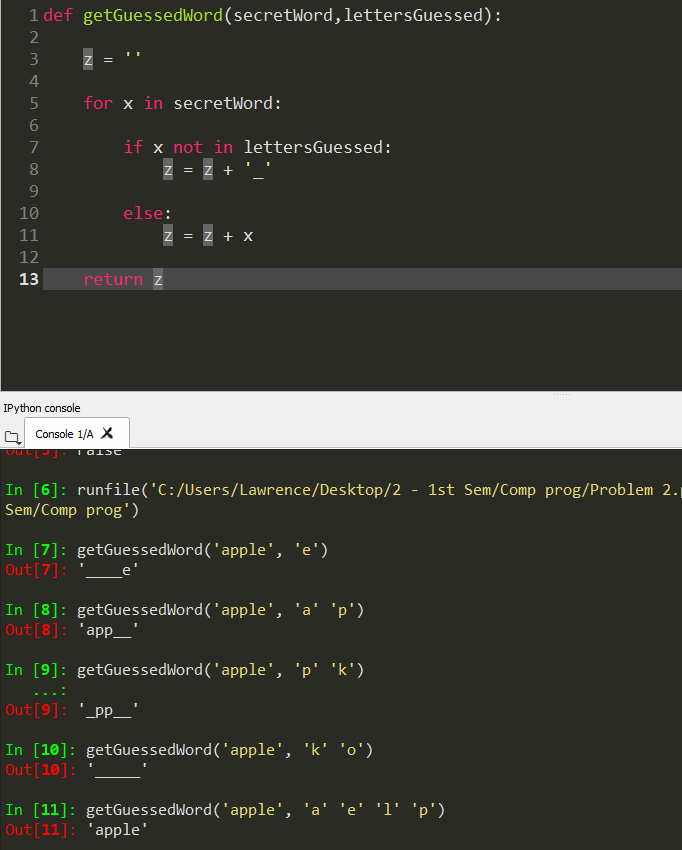 1 def getGuessedWord(secretWord,lettersGuessed):
2
3     z = ''
4
5     for x in secretWord:
6
7         if x not in lettersGuessed:
8             z = z + '_'
9
10         else:
11             z = z + x
12
13     return z
IPython console
Console 1/A
Out[5]: False
In [6]: runfile('C:/Users/Lawrence/Desktop/2 - 1st Sem/Comp prog/Problem 2.
Sem/Comp prog')
In [7]: getGuessedWord('apple', 'e')
Out[7]: '____e'
In [8]: getGuessedWord('apple', 'a' 'p')
Out[8]: 'app__'
In [9]: getGuessedWord('apple', 'p' 'k')
...:
Out[9]: '_pp__'
In [10]: getGuessedWord('apple', 'k' 'o')
Out[10]: '_____'
In [11]: getGuessedWord('apple', 'a' 'e' 'l' 'p')
Out[11]: 'apple'